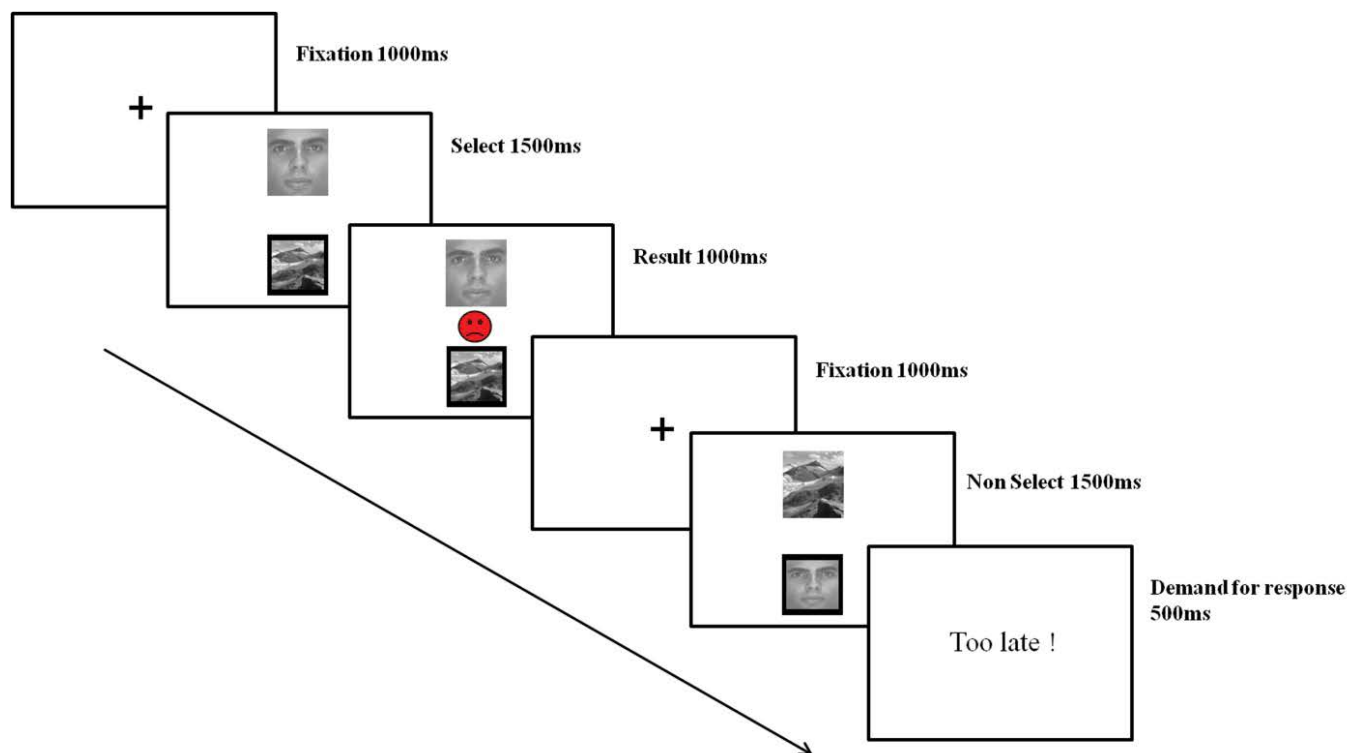 Fixation 1000ms
Select 1500ms
Result 1000ms
Fixation 1000ms
Non Select 1500ms
Demand for response
500ms
Too late !